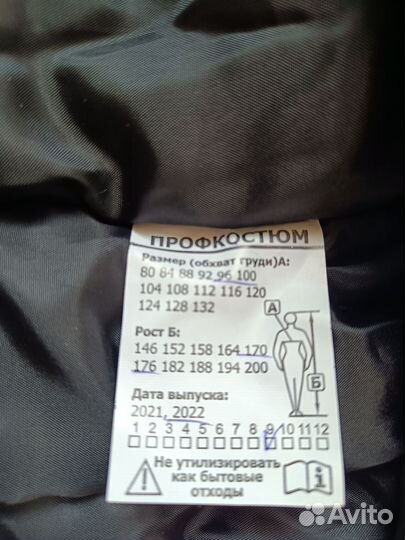 ПРОФКОСТЮМ
Размер (обхват груди)А:
80 84 88 92 96 100
104 108 112 116 120
124 128 132
А
Рост Б:
146 152 158 164 170
176 182 188 194 200
Б
Дата выпуска:
2021, 2022
1 2 3 4 5 6 7 8 9 10 11 12
Не утилизировать
как бытовые
отходы
i
Avito